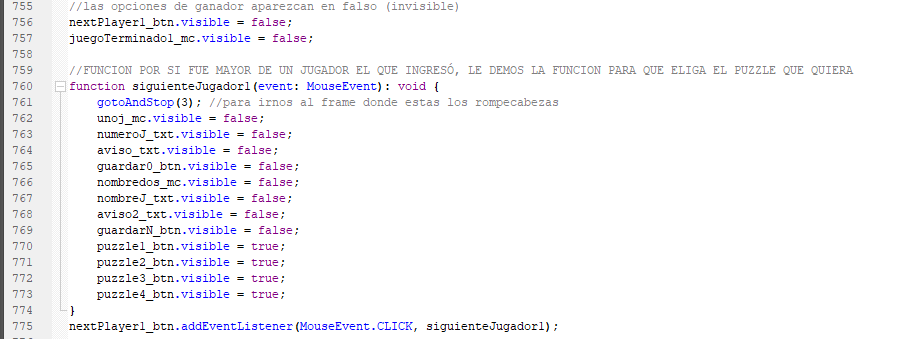 755 //las opciones de ganador aparezcan en falso (invisible)
756 nextPlayer1_btn.visible = false;
757 juegoTerminado1_mc.visible = false;
758
759 //FUNCION POR SI FUE MAYOR DE UN JUGADOR EL QUE INGRESÓ, LE DEMOS LA FUNCION PARA QUE ELIGA EL PUZZLE QUE QUIERA
760 function siguienteJugador1(event: MouseEvent): void {
761 gotoAndStop(3); //para irnos al frame donde estas los rompecabezas
762 unoj_mc.visible = false;
763 numeroJ_txt.visible = false;
764 aviso_txt.visible = false;
765 guardar0_btn.visible = false;
766 nombredos_mc.visible = false;
767 nombreJ_txt.visible = false;
768 aviso2_txt.visible = false;
769 guardarN_btn.visible = false;
770 puzzle1_btn.visible = true;
771 puzzle2_btn.visible = true;
772 puzzle3_btn.visible = true;
773 puzzle4_btn.visible = true;
774 }
775 nextPlayer1_btn.addEventListener(MouseEvent.CLICK, siguienteJugador1);